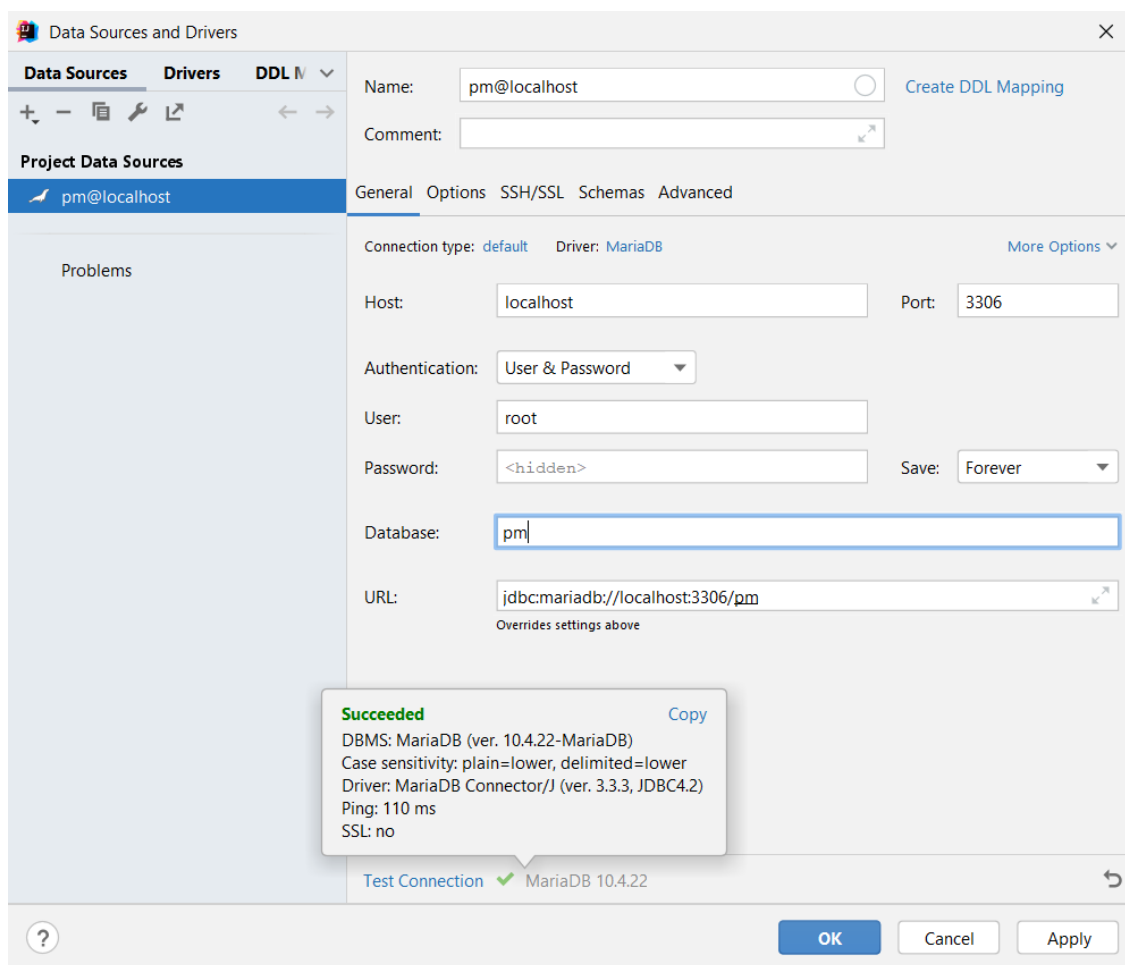 Data Sources and Drivers
Data Sources Drivers DDL M
Project Data Sources
pm@localhost
Problems
Name: pm@localhost Create DDL Mapping
Comment:
General Options SSH/SSL Schemas Advanced
Connection type: default Driver: MariaDB More Options
Host: localhost Port: 3306
Authentication: User & Password
User: root
Password: <hidden> Save: Forever
Database: pm
URL: jdbc:mariadb://localhost:3306/pm
Overrides settings above
Succeeded Copy
DBMS: MariaDB (ver. 10.4.22-MariaDB)
Case sensitivity: plain=lower, delimited=lower
Driver: MariaDB Connector/J (ver. 3.3.3, JDBC4.2)
Ping: 110 ms
SSL: no
Test Connection MariaDB 10.4.22
? OK Cancel Apply